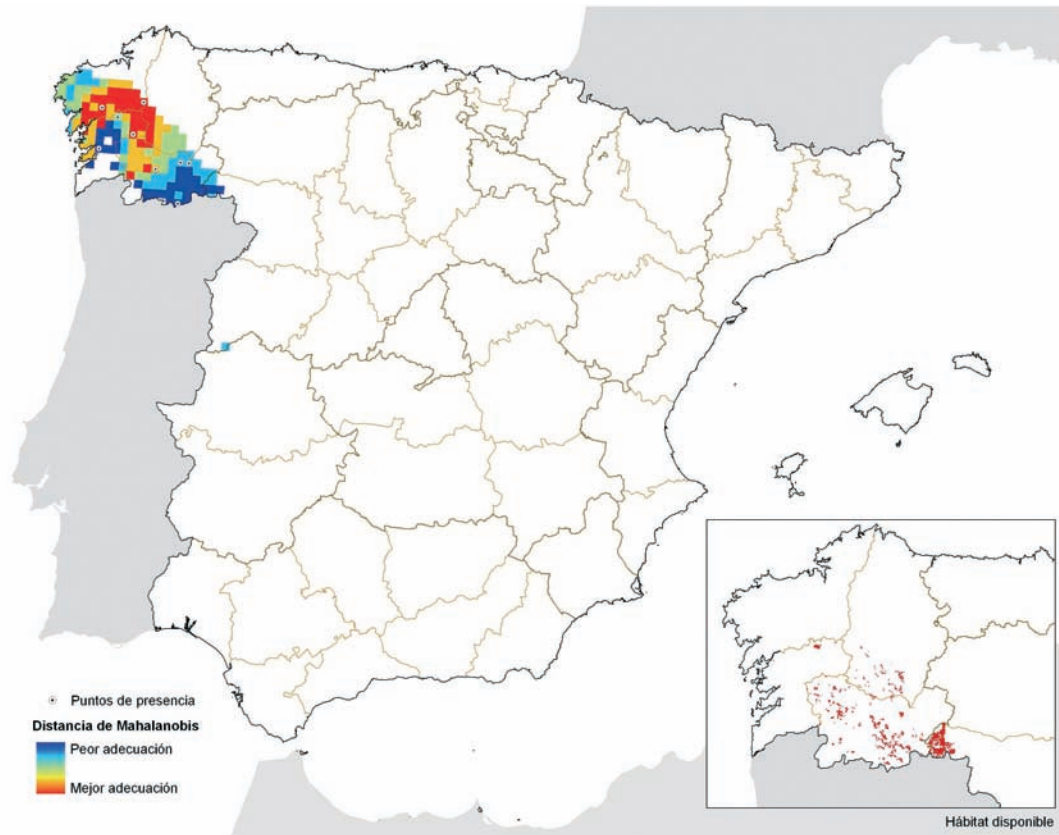 Puntos de presencia
Distancia de Mahalanobis
Peor adecuación
Mejor adecuación
Hábitat disponible